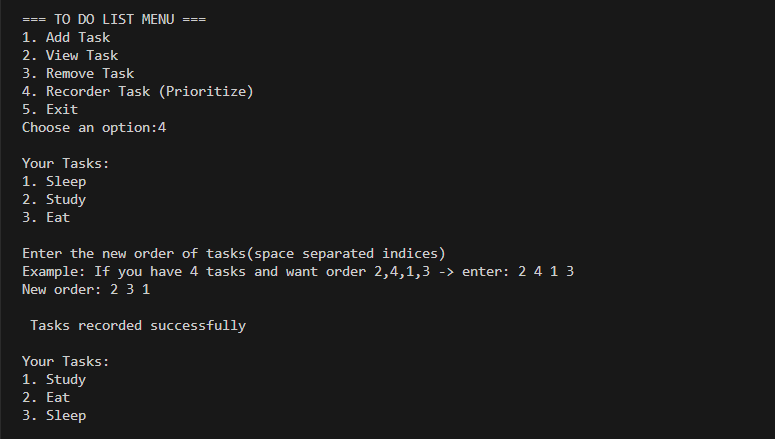 === TO DO LIST MENU ===
1. Add Task
2. View Task
3. Remove Task
4. Recorder Task (Prioritize)
5. Exit
Choose an option:4
Your Tasks:
1. Sleep
2. Study
3. Eat
Enter the new order of tasks(space separated indices)
Example: If you have 4 tasks and want order 2,4,1,3 -> enter: 2 4 1 3
New order: 2 3 1
Tasks recorded successfully
Your Tasks:
1. Study
2. Eat
3. Sleep